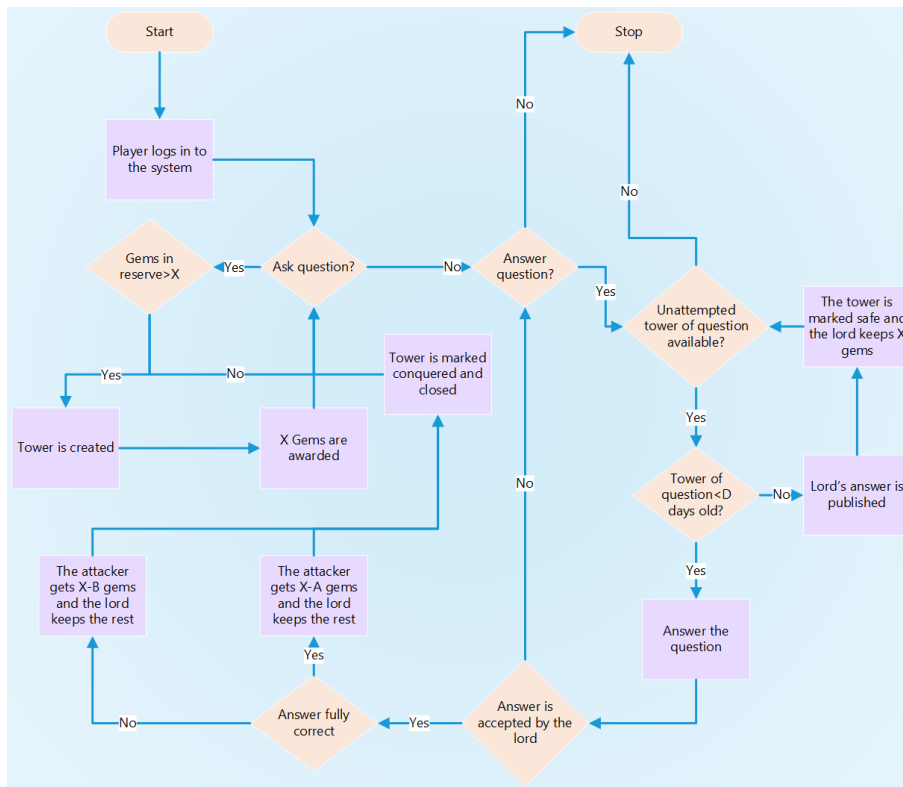 Start
Stop
No
Player logs in to
the system
No
Gems in
reserve>X
Yes
Ask question?
No
Answer
question?
Yes
Unattempted
tower of question
available?
The tower is
marked safe and
the lord keeps X
gems
Yes
No
Tower is marked
conquered and
closed
Yes
Tower is created
X Gems are
awarded
No
Tower of
question<D
days old?
No
Lord's answer is
published
Yes
The attacker
gets X-B gems
and the lord
keeps the rest
The attacker
gets X-A gems
and the lord
keeps the rest
Answer the
question
Yes
No
Answer fully
correct
Yes
Answer is
accepted by the
lord